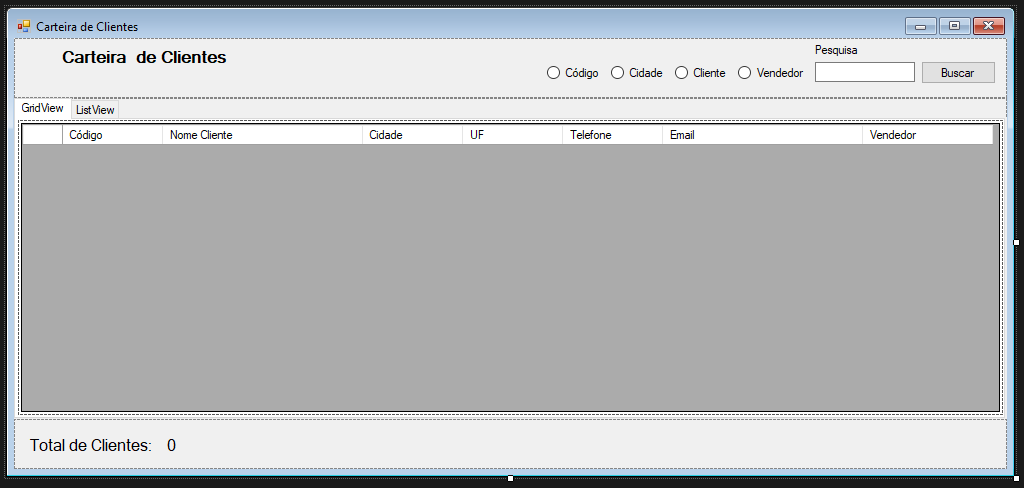 Carteira de Clientes
Carteira  de Clientes
Pesquisa
Código Cidade Cliente Vendedor Buscar
GridView ListView
Código Nome Cliente Cidade UF Telefone Email Vendedor
Total de Clientes: 0